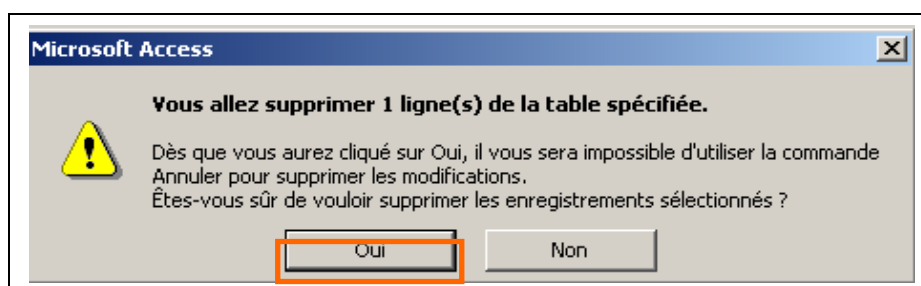 Microsoft Access
Vous allez supprimer 1 ligne(s) de la table spécifiée.
Dès que vous aurez cliqué sur Oui, il vous sera impossible d'utiliser la commande
Annuler pour supprimer les modifications.
Êtes-vous sûr de vouloir supprimer les enregistrements sélectionnés ?
Oui
Non